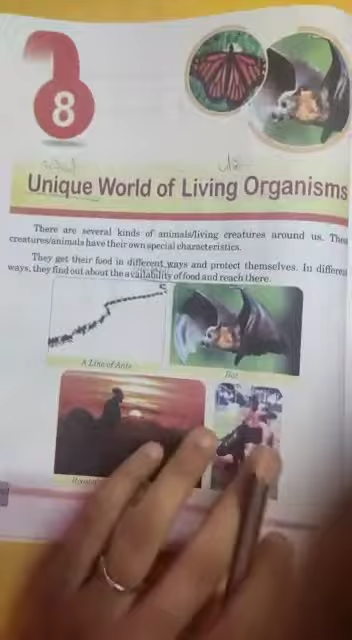 8
Unique World of Living Organisms
There are several kinds of animals/living creatures around us.
creatures/animals have their own special characteristics.
They get their food in different ways and protect themselves. In
ways, they find out about the availability of food and reach there.
A Line of Ants
Bat